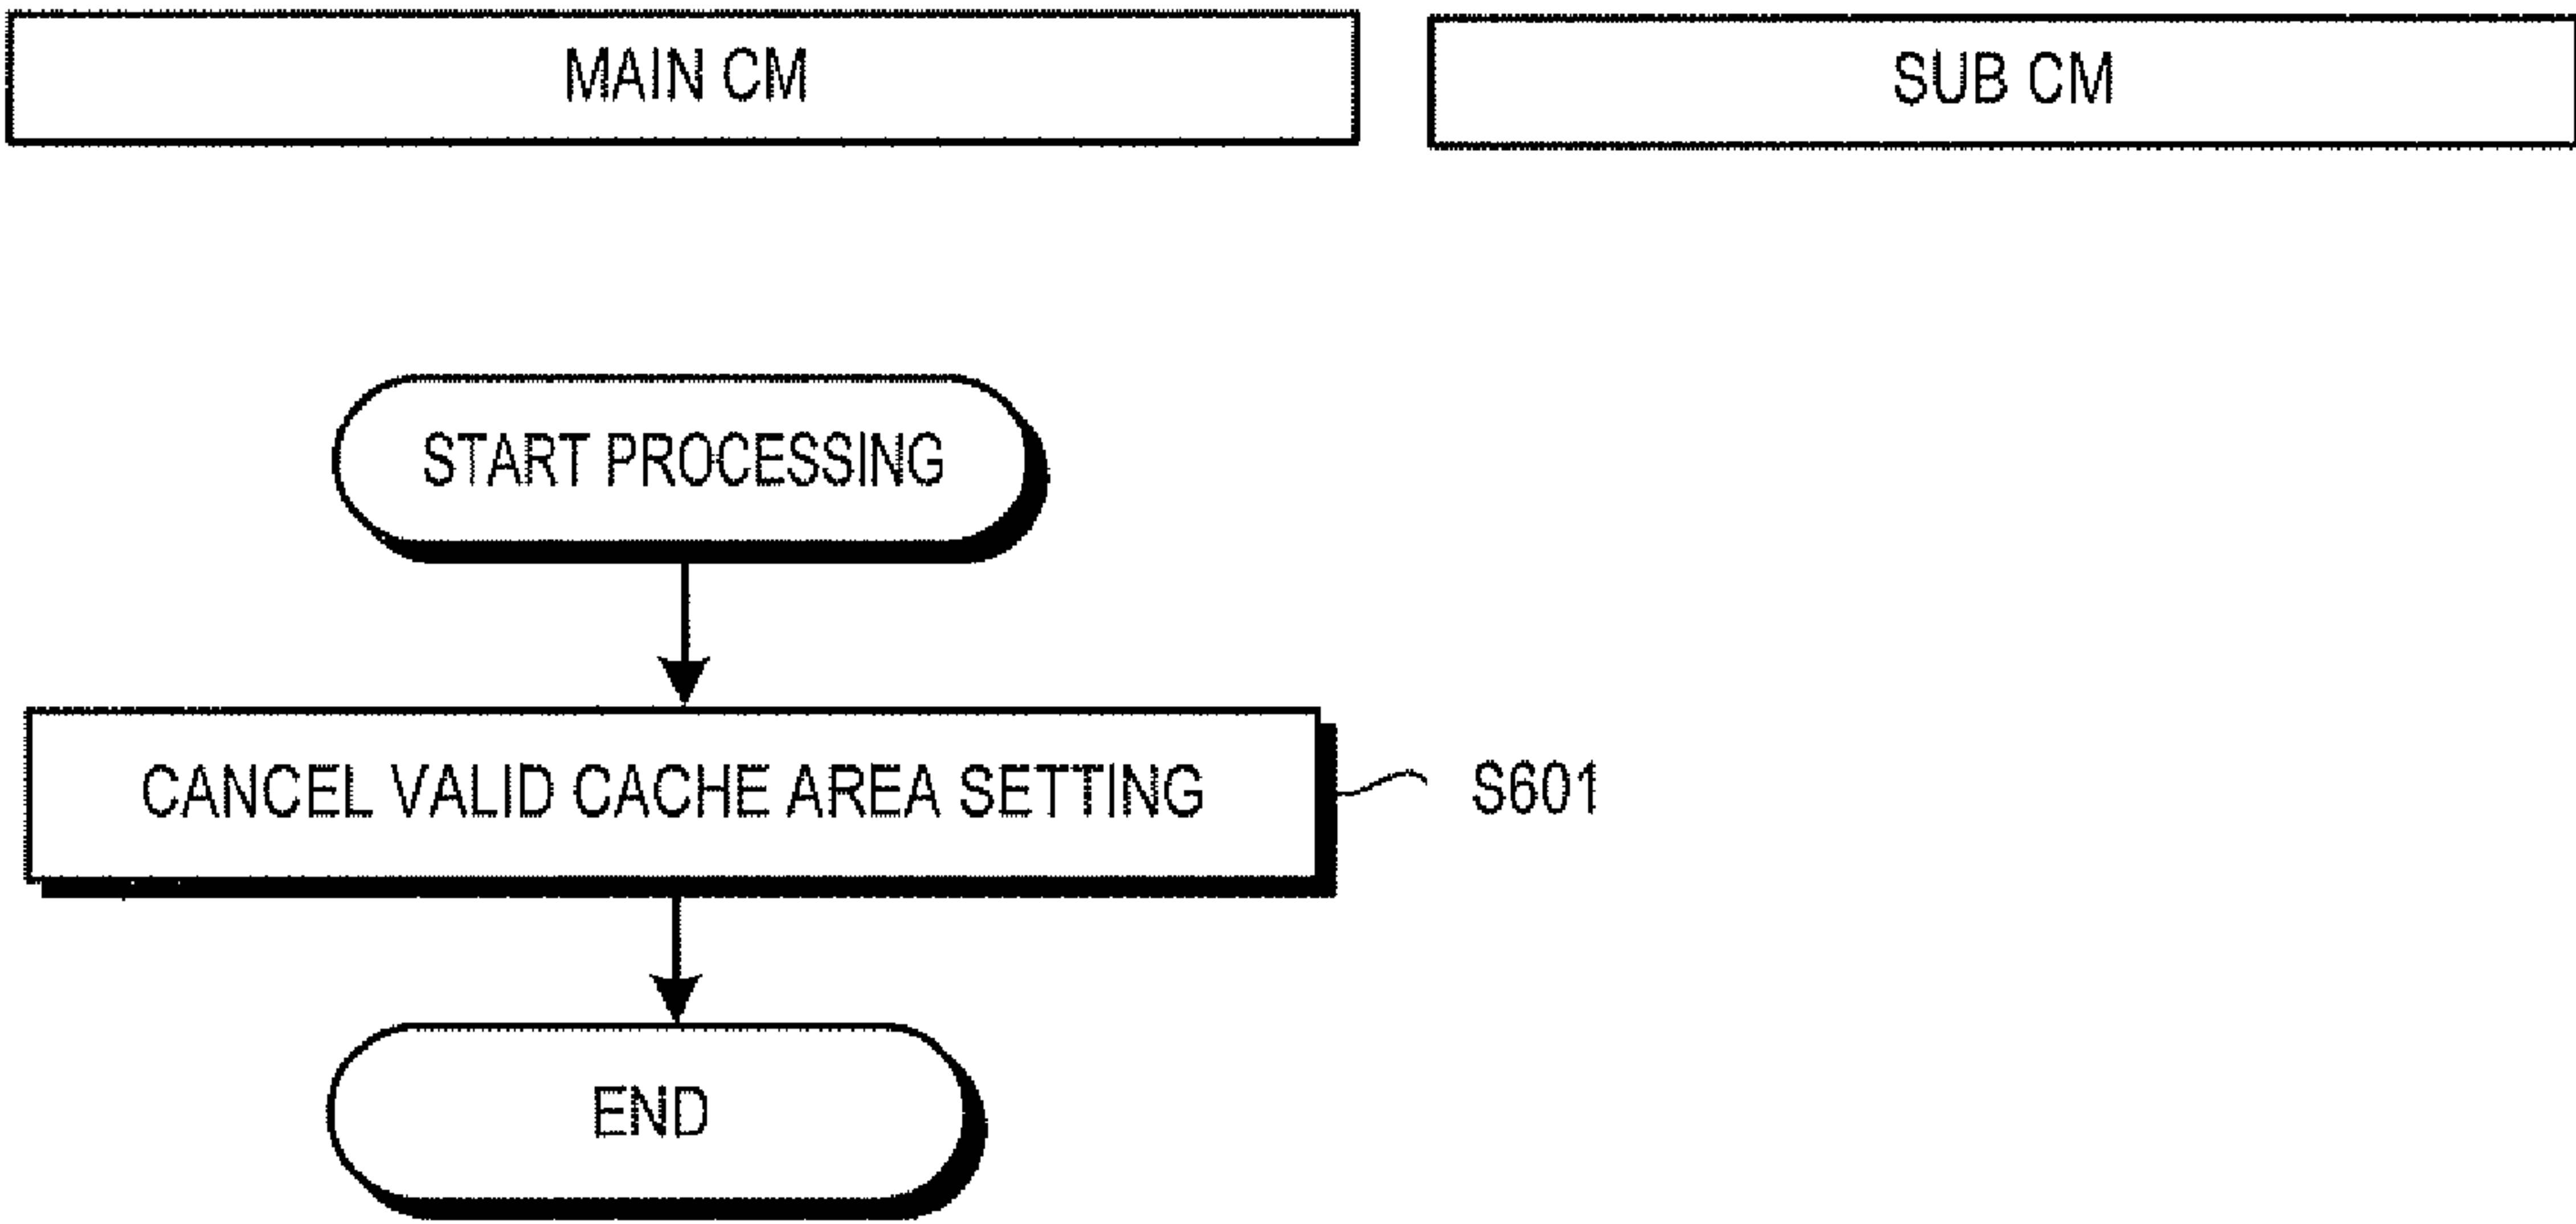 MAIN CM
SUB CM
START PROCESSING
CANCEL VALID CACHE AREA SETTING
S601
END